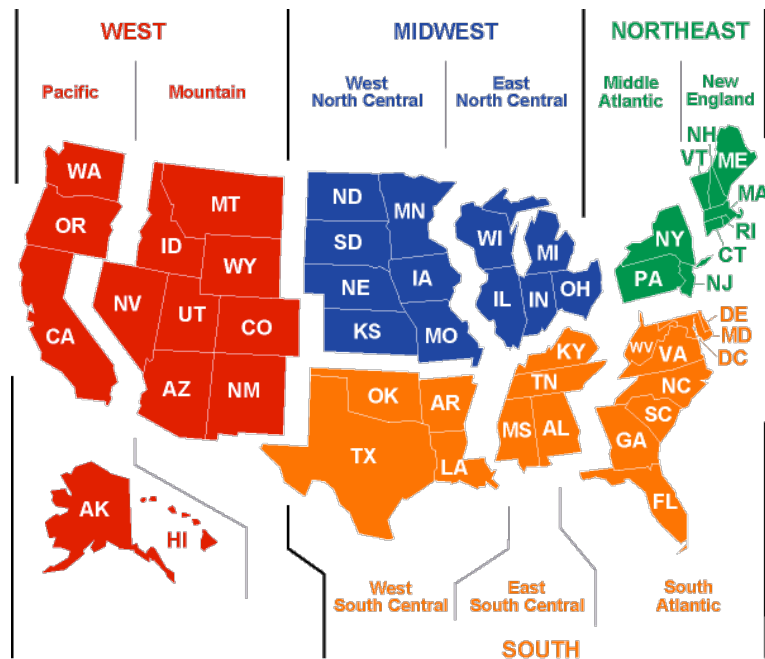 WEST
MIDWEST
NORTHEAST
Pacific
Mountain
West
North Central
East
North Central
Middle
Atlantic
New
England
WA
OR
CA
MT
ID
WY
NV
UT
CO
AZ
NM
AK
HI
ND
MN
SD
NE
IA
KS
MO
WI
MI
IL
IN
OH
NH
VT
ME
MA
RI
CT
NY
PA
NJ
OK
AR
TX
LA
KY
TN
MS
AL
DE
MD
DC
WV
VA
NC
SC
GA
FL
West
South Central
East
South Central
South
Atlantic
SOUTH